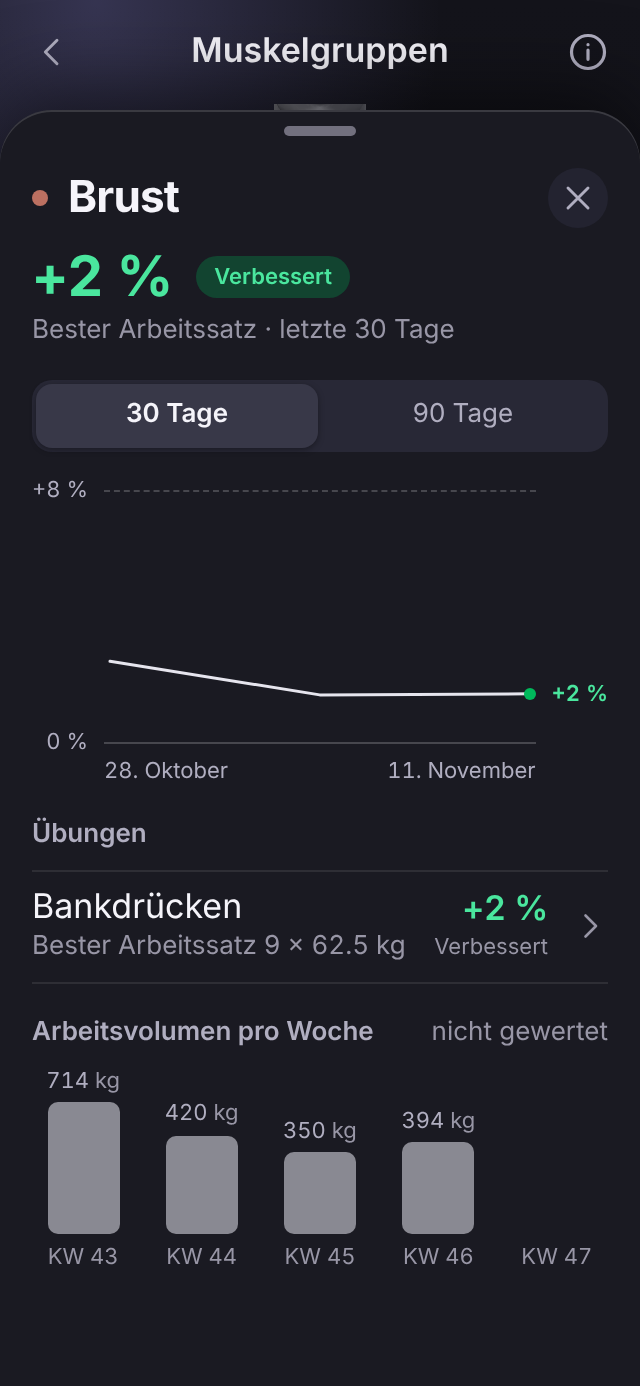 Muskelgruppen
Brust
+2 % Verbessert
Bester Arbeitssatz · letzte 30 Tage
30 Tage 90 Tage
+8 %
+2 %
0 %
28. Oktober 11. November
Übungen
Bankdrücken +2 %
Bester Arbeitssatz 9 × 62.5 kg Verbessert
Arbeitsvolumen pro Woche nicht gewertet
714 kg 420 kg 350 kg 394 kg
KW 43 KW 44 KW 45 KW 46 KW 47